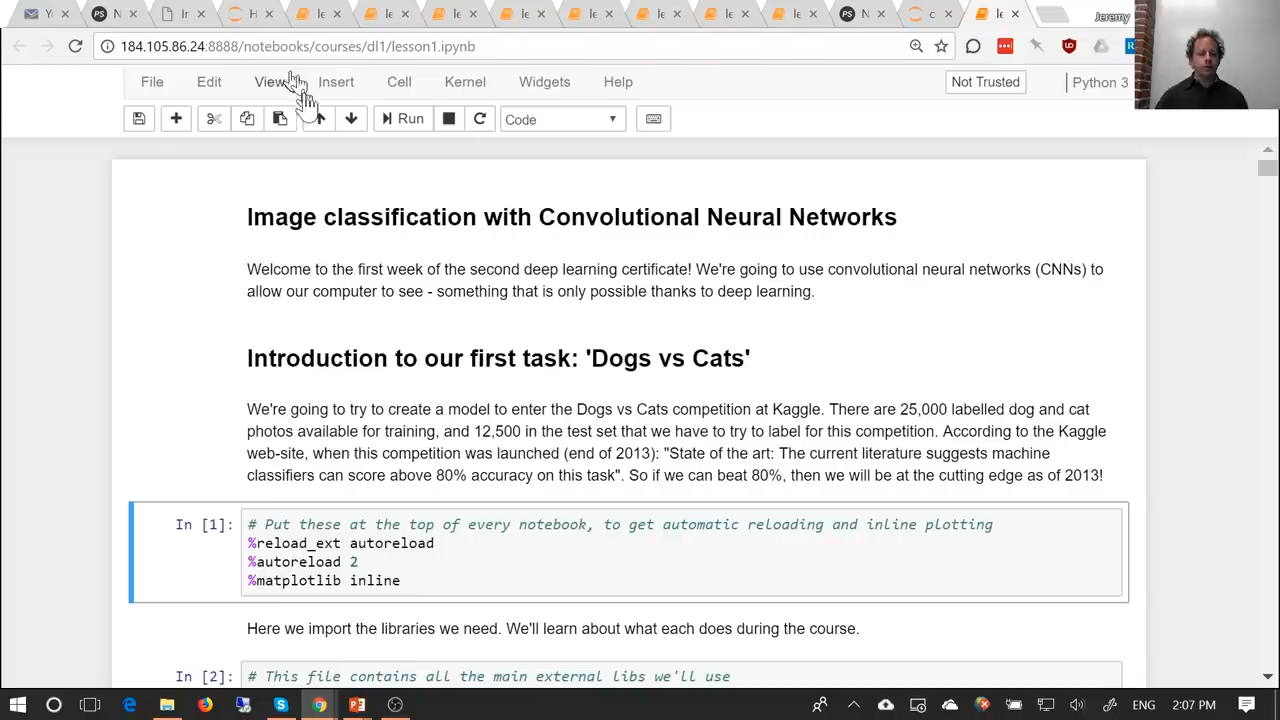 Yo
N
In
H
le
le
le
le
le
le
le
c
le
Jeremy
184.105.86.24:8888/notebooks/courses/dl1/lesson1.ipynb
File Edit View Insert Cell Kernel Widgets Help Not Trusted Python 3
Run Code
Image classification with Convolutional Neural Networks
Welcome to the first week of the second deep learning certificate! We're going to use convolutional neural networks (CNNs) to
allow our computer to see - something that is only possible thanks to deep learning.
Introduction to our first task: 'Dogs vs Cats'
We're going to try to create a model to enter the Dogs vs Cats competition at Kaggle. There are 25,000 labelled dog and cat
photos available for training, and 12,500 in the test set that we have to try to label for this competition. According to the Kaggle
web-site, when this competition was launched (end of 2013): "State of the art: The current literature suggests machine
classifiers can score above 80% accuracy on this task". So if we can beat 80%, then we will be at the cutting edge as of 2013!
In [1]: # Put these at the top of every notebook, to get automatic reloading and inline plotting
%reload_ext autoreload
%autoreload 2
%matplotlib inline
Here we import the libraries we need. We'll learn about what each does during the course.
In [2]: # This file contains all the main external libs we'll use
ENG 2:07 PM